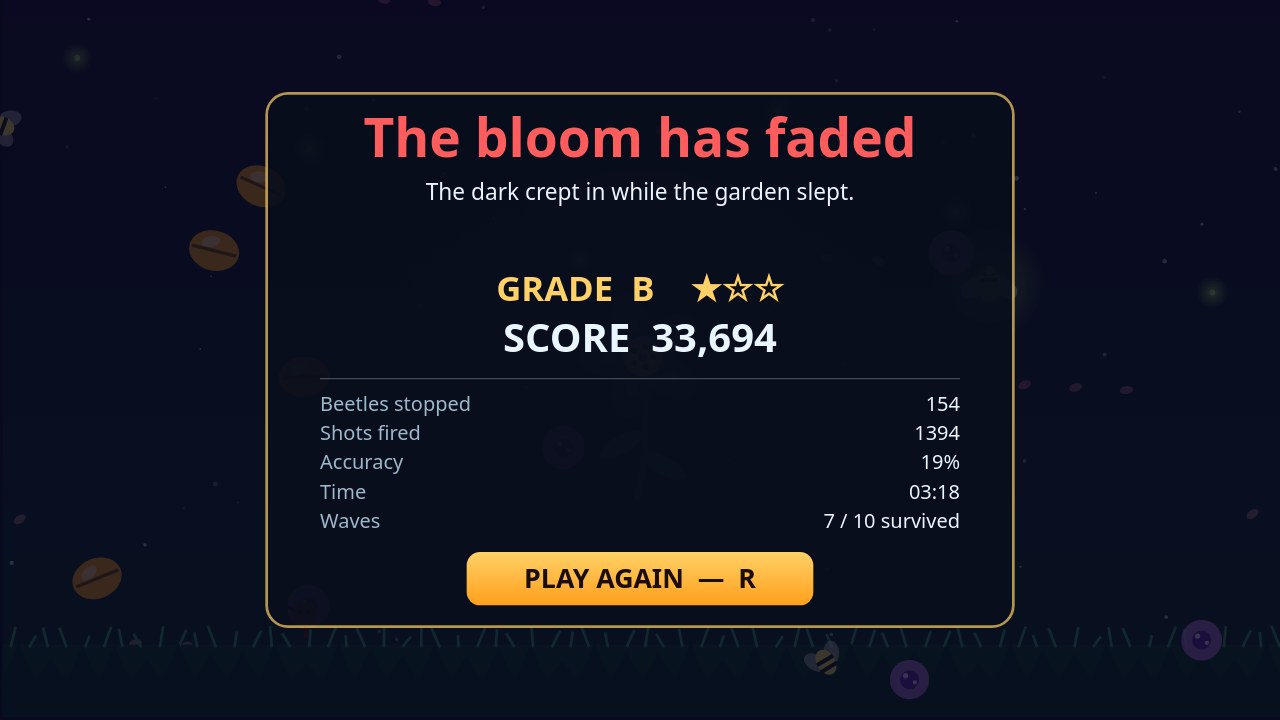 The bloom has faded
The dark crept in while the garden slept.
GRADE B ★☆☆
SCORE 33,694
Beetles stopped 154
Shots fired 1394
Accuracy 19%
Time 03:18
Waves 7 / 10 survived
PLAY AGAIN — R